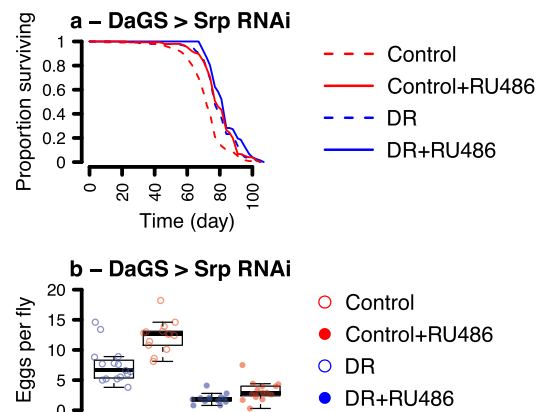 a – DaGS > Srp RNAi
Proportion surviving
1
0.8
0.6
0.4
0.2
0
0 20 40 60 80 100
Time (day)
Control
Control+RU486
DR
DR+RU486
b – DaGS > Srp RNAi
Eggs per fly
20
15
10
5
0
Control
Control+RU486
DR
DR+RU486